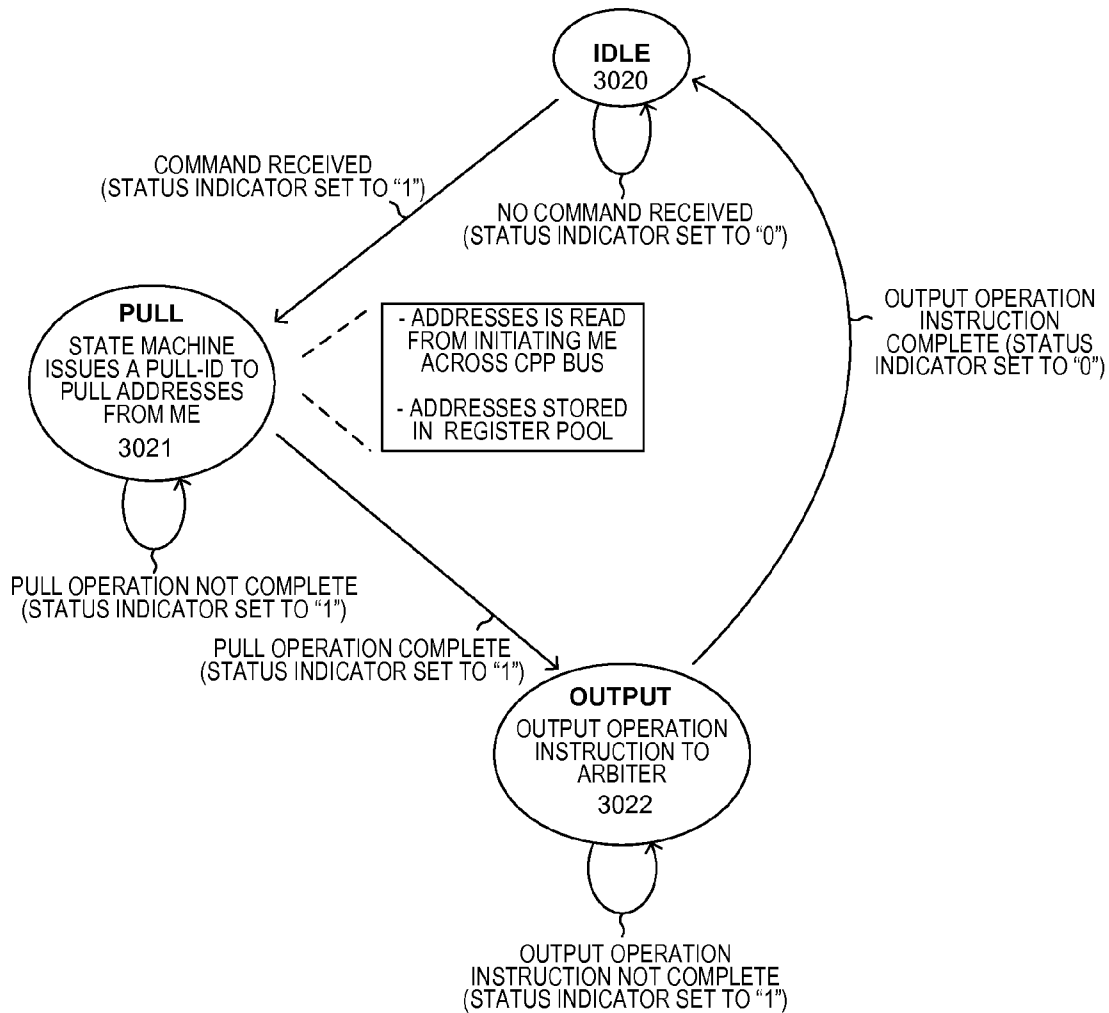 IDLE
3020
COMMAND RECEIVED
(STATUS INDICATOR SET TO “1”)
NO COMMAND RECEIVED
(STATUS INDICATOR SET TO “0”)
OUTPUT OPERATION
INSTRUCTION
COMPLETE (STATUS
INDICATOR SET TO “0”)
PULL
STATE MACHINE
ISSUES A PULL-ID TO
PULL ADDRESSES
FROM ME
3021
- ADDRESSES IS READ
FROM INITIATING ME
ACROSS CPP BUS
- ADDRESSES STORED
IN REGISTER POOL
PULL OPERATION NOT COMPLETE
(STATUS INDICATOR SET TO “1”)
PULL OPERATION COMPLETE
(STATUS INDICATOR SET TO “1”)
OUTPUT
OUTPUT OPERATION
INSTRUCTION TO
ARBITER
3022
OUTPUT OPERATION
INSTRUCTION NOT COMPLETE
(STATUS INDICATOR SET TO “1”)